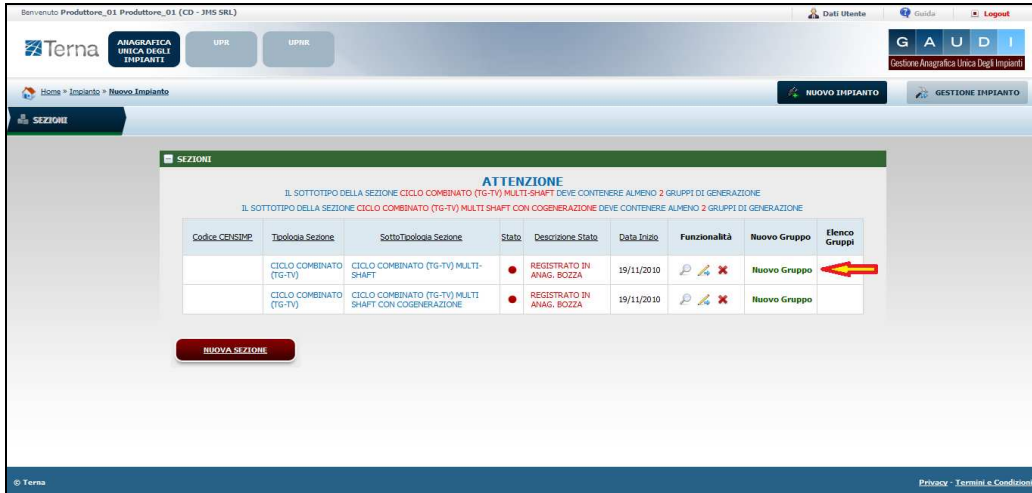 Benvenuto Produttore_01 Produttore_01 (CD - JMS SRL)
Dati Utente
Guida
Logout
Terna
ANAGRAFICA
UNICA DEGLI
IMPIANTI
UPR
UPNR
G A U D I
Gestione Anagrafica Unica Degli Impianti
Home » Impianto » Nuovo Impianto
NUOVO IMPIANTO
GESTIONE IMPIANTO
SEZIONI
SEZIONI
ATTENZIONE
IL SOTTOTIPO DELLA SEZIONE CICLO COMBINATO (TG-TV) MULTI-SHAFT DEVE CONTENERE ALMENO 2 GRUPPI DI GENERAZIONE
IL SOTTOTIPO DELLA SEZIONE CICLO COMBINATO (TG-TV) MULTI SHAFT CON COGENERAZIONE DEVE CONTENERE ALMENO 2 GRUPPI DI GENERAZIONE
Codice CENSIMP
Tipologia Sezione
SottoTipologia Sezione
Stato
Descrizione Stato
Data Inizio
Funzionalità
Nuovo Gruppo
Elenco
Gruppi
CICLO COMBINATO
(TG-TV)
CICLO COMBINATO (TG-TV) MULTI-
SHAFT
REGISTRATO IN
ANAG. BOZZA
19/11/2010
Nuovo Gruppo
CICLO COMBINATO
(TG-TV)
CICLO COMBINATO (TG-TV) MULTI
SHAFT CON COGENERAZIONE
REGISTRATO IN
ANAG. BOZZA
19/11/2010
Nuovo Gruppo
NUOVA SEZIONE
© Terna
Privacy - Termini e Condizioni